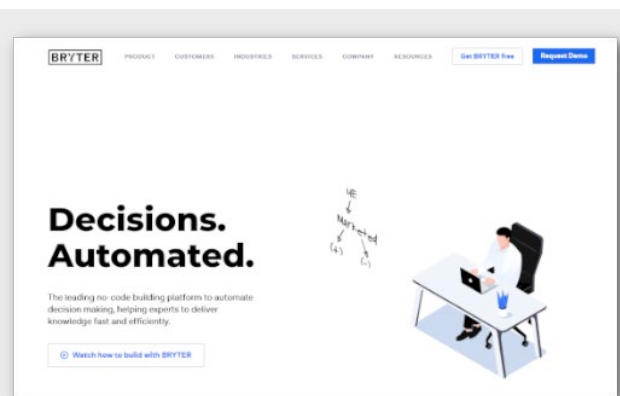 BRYTER PRODUCT CUSTOMERS INDUSTRIES SERVICES COMPANY RESOURCES Get BRYTER free Request Demo
Decisions.
Automated.
The leading no-code building platform to automate
decision making, helping experts to deliver
knowledge fast and efficiently.
Watch how to build with BRYTER
Marketed
(+) (-)